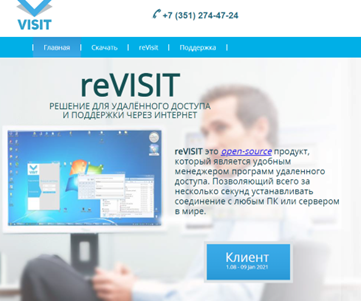 VISIT
+7 (351) 274-47-24
Главная Скачать reVisit Поддержка
reVISIT
РЕШЕНИЕ ДЛЯ УДАЛЁННОГО ДОСТУПА
И ПОДДЕРЖКИ ЧЕРЕЗ ИНТЕРНЕТ
reVISIT это open-source продукт,
который является удобным
менеджером программ удаленного
доступа. Позволяющий всего за
несколько секунд устанавливать
соединение с любым ПК или сервером
в мире.
Клиент
1.08 - 09 Jan 2021